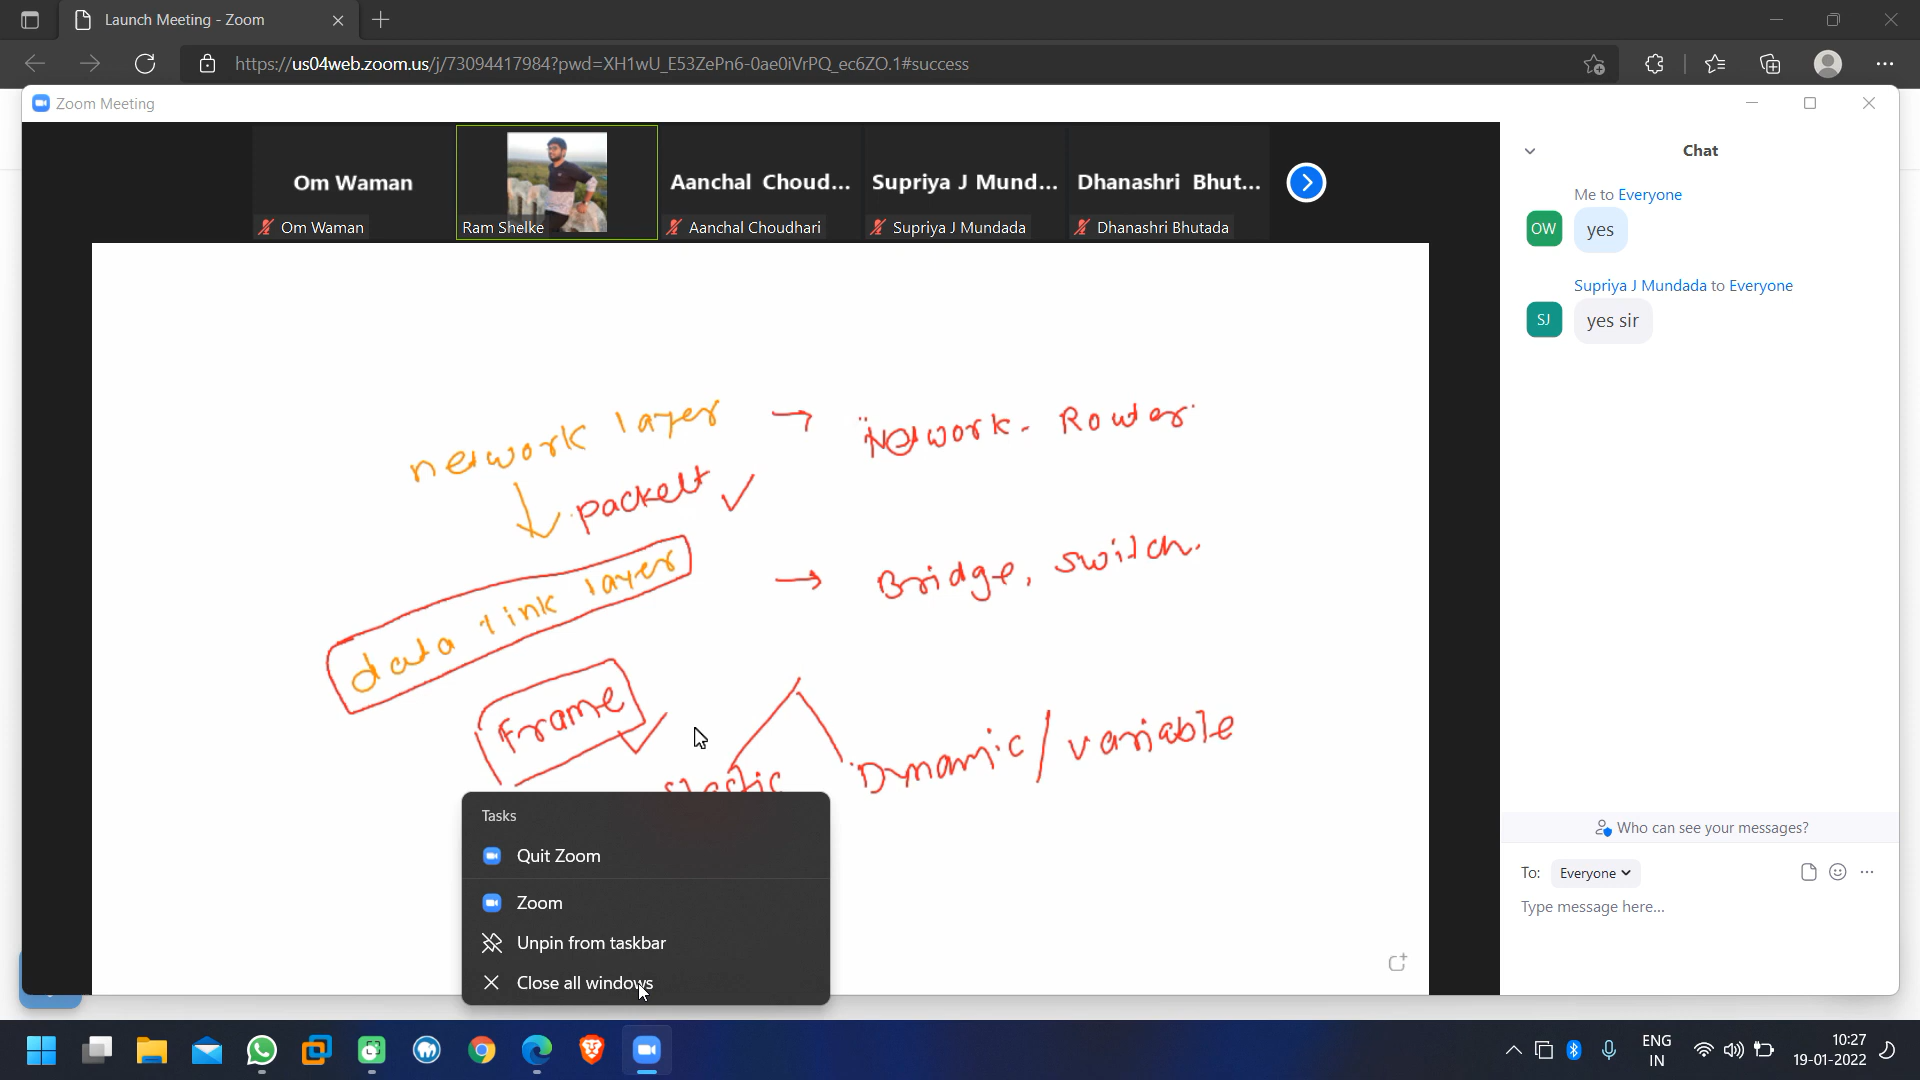 Launch Meeting - Zoom
https://us04web.zoom.us/j/73094417984?pwd=XH1wU_E53ZePn6-0ae0iVrPQ_ec6ZO.1#success
Zoom Meeting
Om Waman
Aanchal Choud...
Supriya J Mund...
Dhanashri Bhut...
Om Waman
Ram Shelke
Aanchal Choudhari
Supriya J Mundada
Dhanashri Bhutada
network layer → Network - Router
packet
data link layer → Bridge, switch.
Frame
Static
Dynamic / variable
Chat
Me to Everyone
OW
yes
Supriya J Mundada to Everyone
SJ
yes sir
Who can see your messages?
To: Everyone
Type message here...
Tasks
Quit Zoom
Zoom
Unpin from taskbar
Close all windows
ENG
IN
10:27
19-01-2022